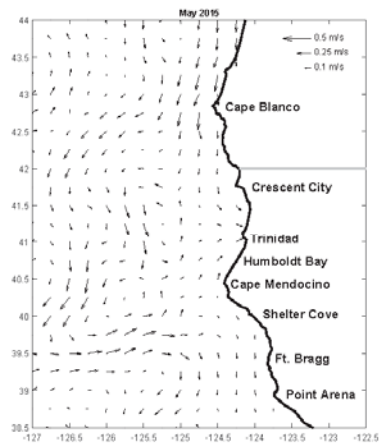 May 2015
44
0.5 m/s
0.25 m/s
43.5
0.1 m/s
43
Cape Blanco
42.5
42
Crescent City
41.5
Trinidad
41
Humboldt Bay
40.5
Cape Mendocino
40
Shelter Cove
39.5
Ft. Bragg
39
Point Arena
38.5
-127 -126.5 -126 -125.5 -125 -124.5 -124 -123.5 -123 -122.5